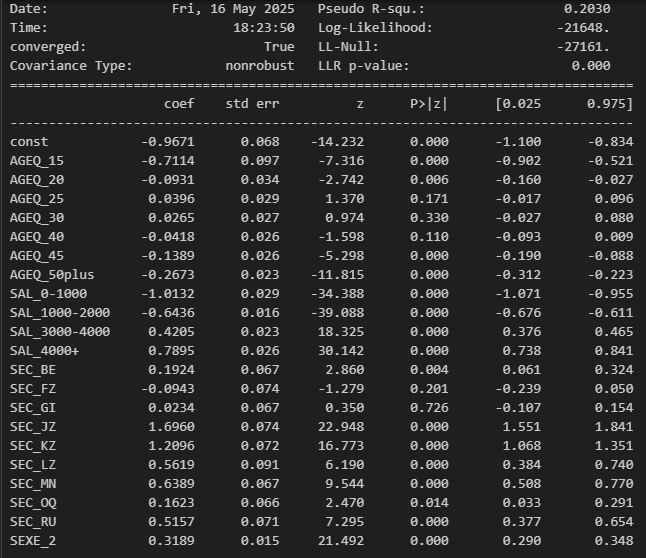 Date: Fri, 16 May 2025 Pseudo R-squ.: 0.2030
Time: 18:23:50 Log-Likelihood: -21648.
converged: True LL-Null: -27161.
Covariance Type: nonrobust LLR p-value: 0.000
==============================================================================
coef std err z P>|z| [0.025 0.975]
------------------------------------------------------------------------------
const -0.9671 0.068 -14.232 0.000 -1.100 -0.834
AGEQ_15 -0.7114 0.097 -7.316 0.000 -0.902 -0.521
AGEQ_20 -0.0931 0.034 -2.742 0.006 -0.160 -0.027
AGEQ_25 0.0396 0.029 1.370 0.171 -0.017 0.096
AGEQ_30 0.0265 0.027 0.974 0.330 -0.027 0.080
AGEQ_40 -0.0418 0.026 -1.598 0.110 -0.093 0.009
AGEQ_45 -0.1389 0.026 -5.298 0.000 -0.190 -0.088
AGEQ_50plus -0.2673 0.023 -11.815 0.000 -0.312 -0.223
SAL_0-1000 -1.0132 0.029 -34.388 0.000 -1.071 -0.955
SAL_1000-2000 -0.6436 0.016 -39.088 0.000 -0.676 -0.611
SAL_3000-4000 0.4205 0.023 18.325 0.000 0.376 0.465
SAL_4000+ 0.7895 0.026 30.142 0.000 0.738 0.841
SEC_BE 0.1924 0.067 2.860 0.004 0.061 0.324
SEC_FZ -0.0943 0.074 -1.279 0.201 -0.239 0.050
SEC_GI 0.0234 0.067 0.350 0.726 -0.107 0.154
SEC_JZ 1.6960 0.074 22.948 0.000 1.551 1.841
SEC_KZ 1.2096 0.072 16.773 0.000 1.068 1.351
SEC_LZ 0.5619 0.091 6.190 0.000 0.384 0.740
SEC_MN 0.6389 0.067 9.544 0.000 0.508 0.770
SEC_OQ 0.1623 0.066 2.470 0.014 0.033 0.291
SEC_RU 0.5157 0.071 7.295 0.000 0.377 0.654
SEXE_2 0.3189 0.015 21.492 0.000 0.290 0.348